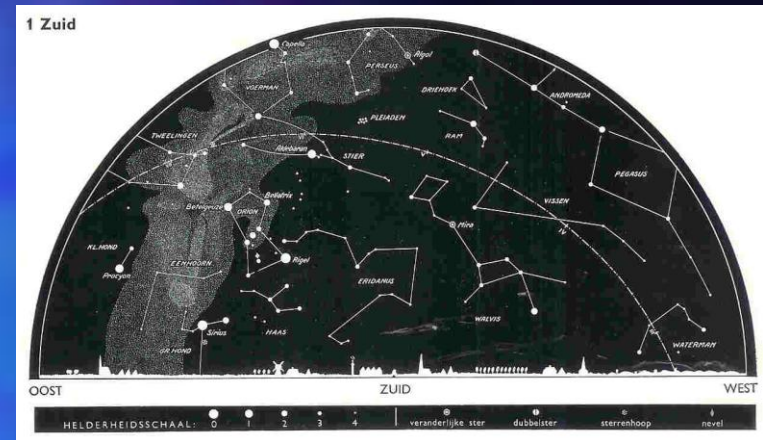 1 Zuid
Capella
Algol
PERSEUS
VOERMAN
DRIEHOEK
ANDROMEDA
PLEIADEN
RAM
TWEELINGEN
Aldebaran
STIER
PEGASUS
VISSEN
Betelgeuze
Bellatrix
ORION
Mira
KL. HOND
Procyon
EENHOORN
Rigel
ERIDANUS
Sirius
HAAS
WALVIS
WATERMAN
GR. HOND
OOST ZUID WEST
HELDERHEIDSSCHAAL: 0 1 2 3 4 veranderlijke ster dubbelster sterrenhoop nevel